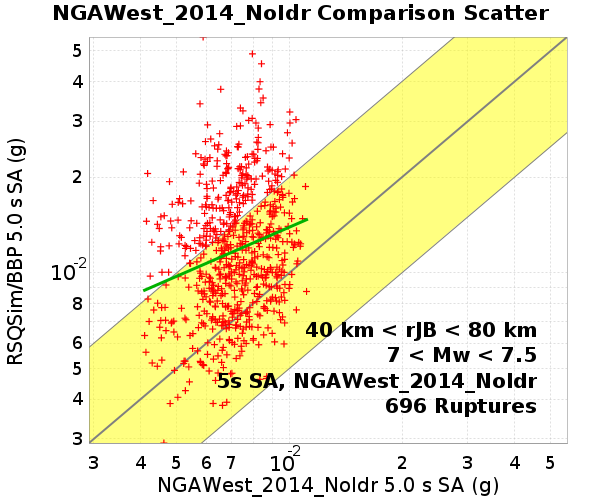 NGAWest_2014_NoIdr Comparison Scatter
RSQSim/BBP 5.0 s SA (g)
5
4
3
2
10⁻²
8
6
5
4
3
40 km < rJB < 80 km
7 < Mw < 7.5
5s SA, NGAWest_2014_NoIdr
696 Ruptures
3 4 5 6 7 10⁻² 2 3 4 5
NGAWest_2014_NoIdr 5.0 s SA (g)